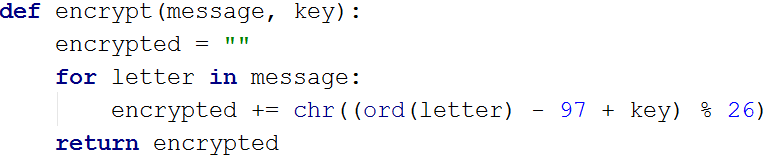 def encrypt(message, key):
    encrypted = ""
    for letter in message:
        encrypted += chr((ord(letter) - 97 + key) % 26)
    return encrypted